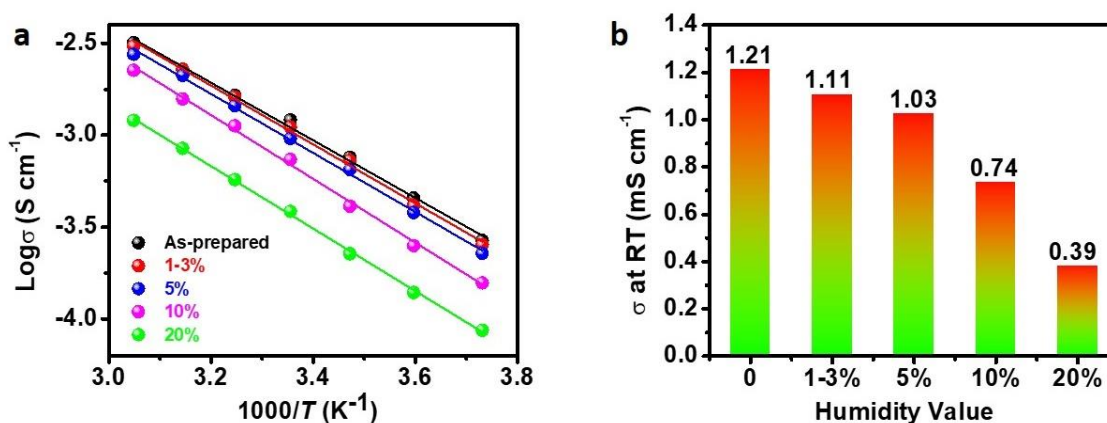 a
Logσ (S cm⁻¹)
-2.5
-3.0
-3.5
-4.0
As-prepared
1-3%
5%
10%
20%
3.0 3.2 3.4 3.6 3.8
1000/T (K⁻¹)
b
σ at RT (mS cm⁻¹)
1.4
1.2
1.0
0.8
0.6
0.4
0.2
0.0
1.21
1.11
1.03
0.74
0.39
0 1-3% 5% 10% 20%
Humidity Value